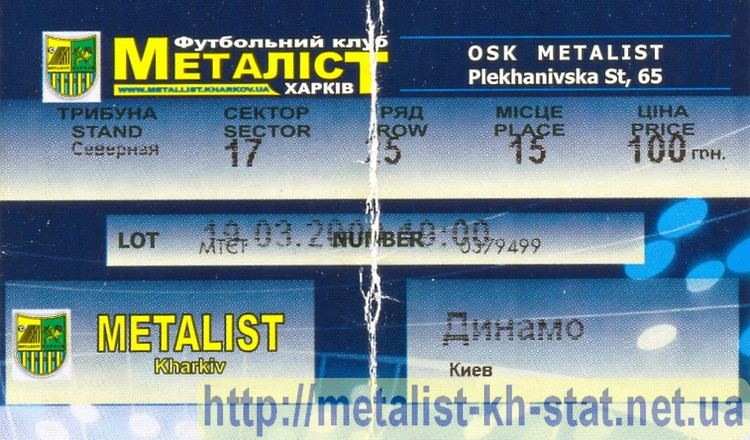 Футбольний клуб
МЕТАЛІСТ
WWW.METALLIST.KHARKOV.UA
ХАРКІВ
OSK METALIST
Plekhanivska St, 65
ТРИБУНА СЕКТОР РЯД МІСЦЕ ЦІНА
STAND SECTOR ROW PLACE PRICE
Северная 17 15 100 грн.
LOT NUMBER 0379499
METALIST
Kharkiv
Динамо
Киев
http://metalist-kh-stat.net.ua